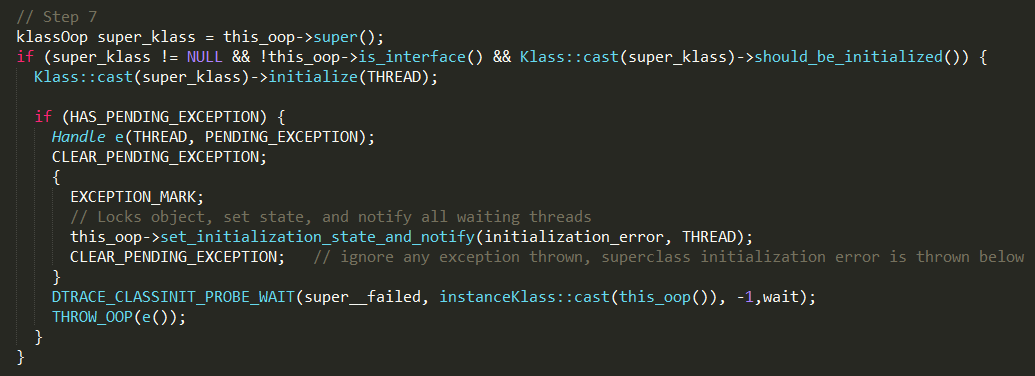 // Step 7
klassOop super_klass = this_oop->super();
if (super_klass != NULL && !this_oop->is_interface() && Klass::cast(super_klass)->should_be_initialized()) {
Klass::cast(super_klass)->initialize(THREAD);
if (HAS_PENDING_EXCEPTION) {
Handle e(THREAD, PENDING_EXCEPTION);
CLEAR_PENDING_EXCEPTION;
{
EXCEPTION_MARK;
// Locks object, set state, and notify all waiting threads
this_oop->set_initialization_state_and_notify(initialization_error, THREAD);
CLEAR_PENDING_EXCEPTION;   // ignore any exception thrown, superclass initialization error is thrown below
}
DTRACE_CLASSINIT_PROBE_WAIT(super__failed, instanceKlass::cast(this_oop()), -1,wait);
THROW_OOP(e());
}
}